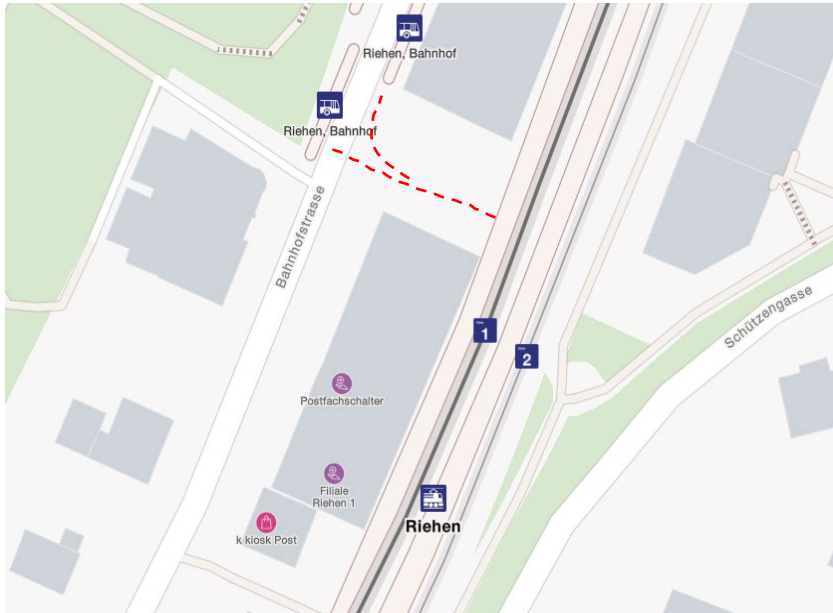 Riehen, Bahnhof
Riehen, Bahnhof
Bahnhofstrasse
Schützengasse
1
2
Postfachschalter
Filiale
Riehen 1
Riehen
k kiosk Post